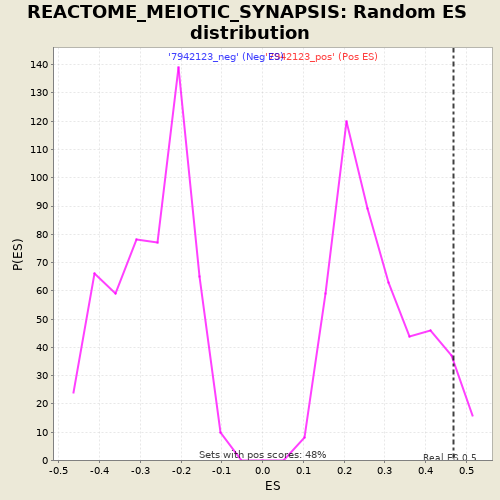 REACTOME_MEIOTIC_SYNAPSIS: Random ES
distribution
'7942123_neg' (Neg ES)
'7942123_pos' (Pos ES)
140
130
120
110
100
90
80
70
60
50
40
30
20
10
0
P(ES)
Sets with pos scores: 48%
Real ES 0.5
-0.5 -0.4 -0.3 -0.2 -0.1 0.0 0.1 0.2 0.3 0.4 0.5
ES